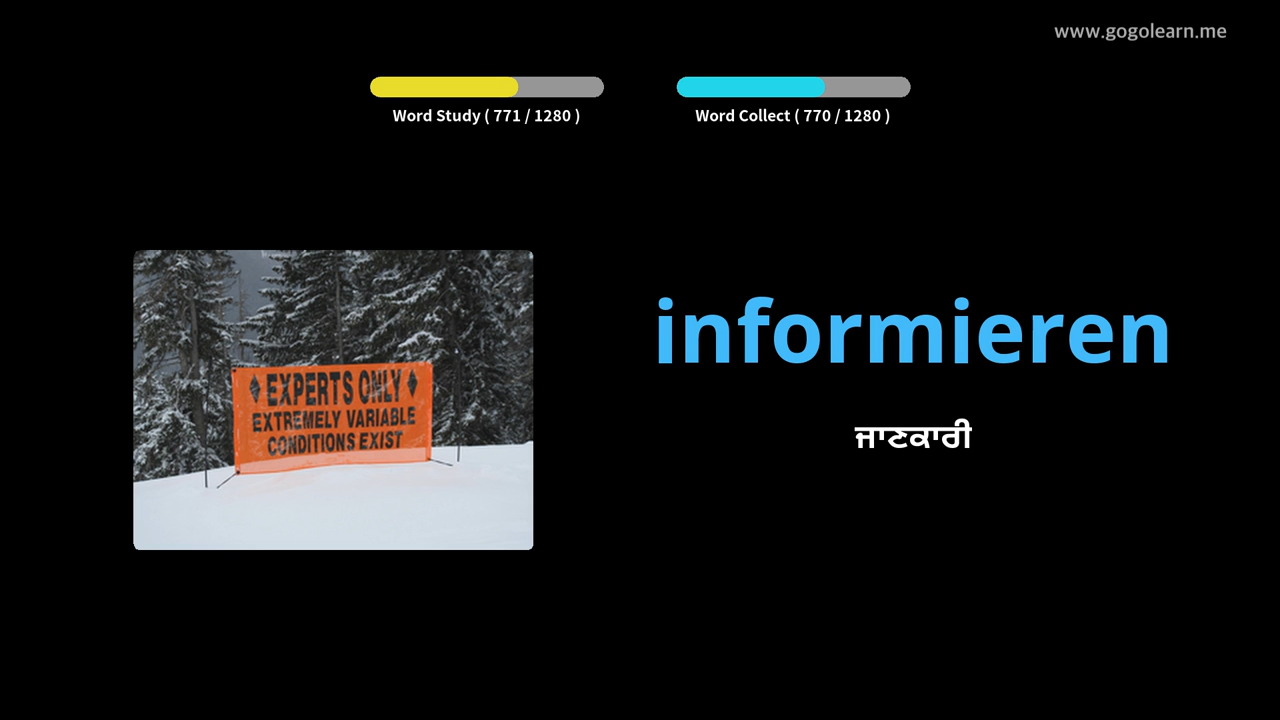 www.gogolearn.me
Word Study ( 771 / 1280 )
Word Collect ( 770 / 1280 )
EXPERTS ONLY
EXTREMELY VARIABLE
CONDITIONS EXIST
informieren
ਜਾਣਕਾਰੀ